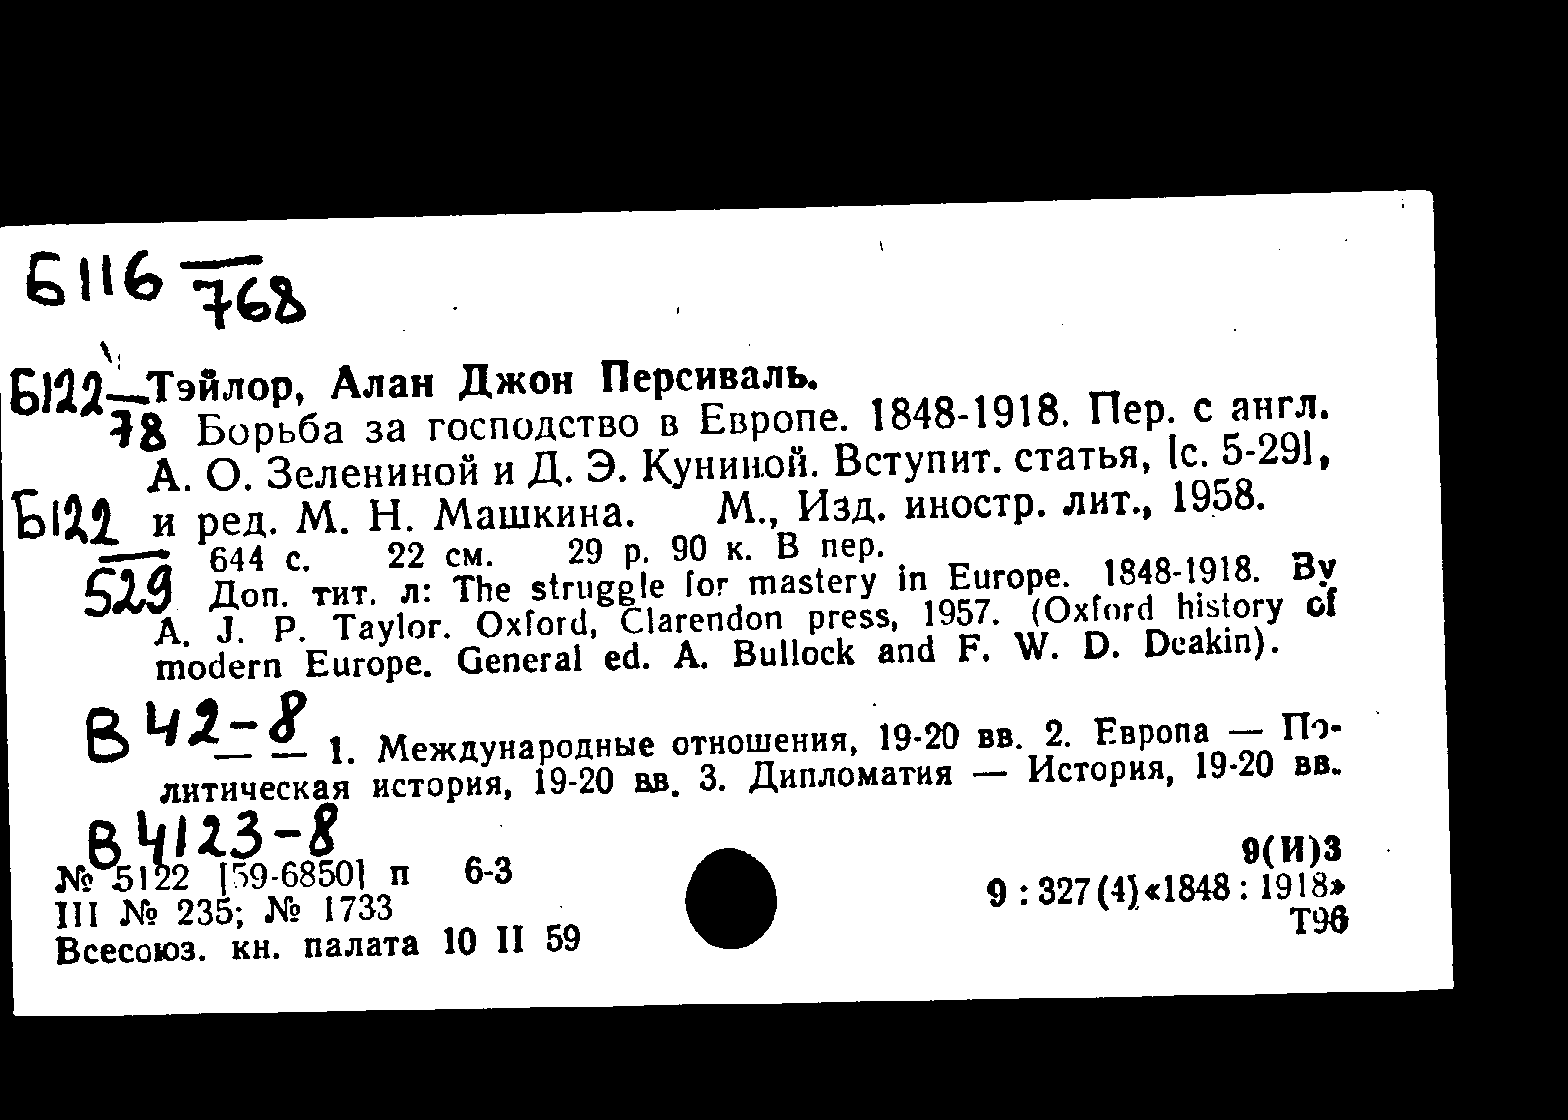 Б116 768
Б122— Тэйлор, Алан Джон Персиваль.
78 Борьба за господство в Европе. 1848-1918. Пер. с англ.
А. О. Зелениной и Д. Э. Куниной. Вступит. статья, [с. 5-29],
Б122 и ред. М. Н. Машкина. М., Изд. иностр. лит., 1958.
529 644 с. 22 см. 29 р. 90 к. В пер.
Доп. тит. л: The struggle for mastery in Europe. 1848-1918. By
A. J. P. Taylor. Oxford, Clarendon press, 1957. (Oxford history of
modern Europe. General ed. A. Bullock and F. W. D. Deakin).
В 42-8
— — 1. Международные отношения, 19-20 вв. 2. Европа — По-
литическая история, 19-20 вв. 3. Дипломатия — История, 19-20 вв.
В 4123-8
№ 5122 [59-6850] п 6-3
9(И)3
III № 235; № 1733
9 : 327(4)«1848 : 1918»
Всесоюз. кн. палата 10 II 59
Т96